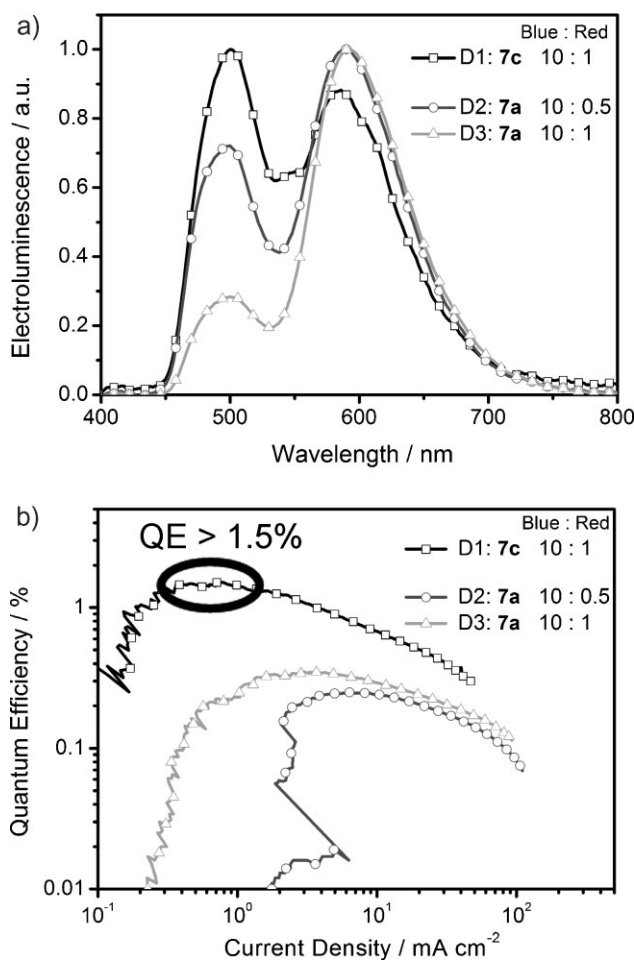 a)
Blue : Red
D1: 7c 10 : 1
D2: 7a 10 : 0.5
D3: 7a 10 : 1
Electroluminescence / a.u.
1.0
0.8
0.6
0.4
0.2
0.0
400 500 600 700 800
Wavelength / nm
b)
QE > 1.5%
Blue : Red
D1: 7c 10 : 1
D2: 7a 10 : 0.5
D3: 7a 10 : 1
Quantum Efficiency / %
1
0.1
0.01
10⁻¹ 10⁰ 10¹ 10²
Current Density / mA cm⁻²